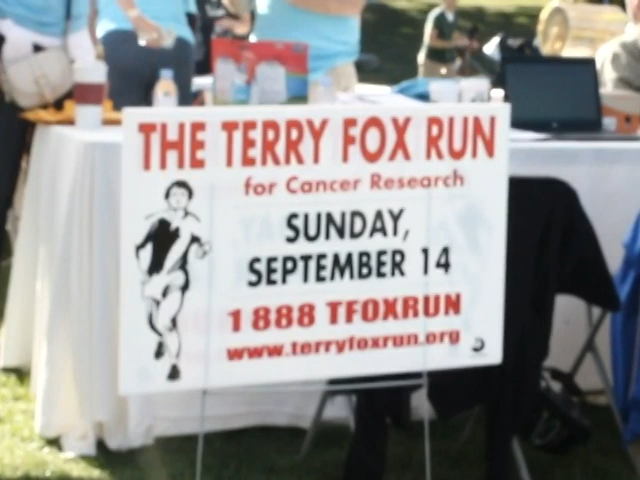 THE TERRY FOX RUN
for Cancer Research
SUNDAY,
SEPTEMBER 14
1 888 TFOXRUN
www.terryfoxrun.org